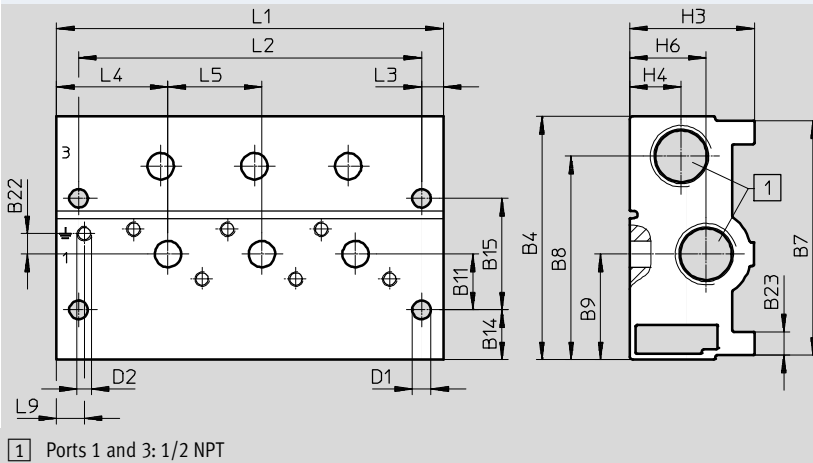 L1
L2
L4
L5
L3
3
1
B22
B15
B11
B14
D2
D1
L9
H3
H6
H4
B4
B8
B9
1
B7
B23
1 Ports 1 and 3: 1/2 NPT